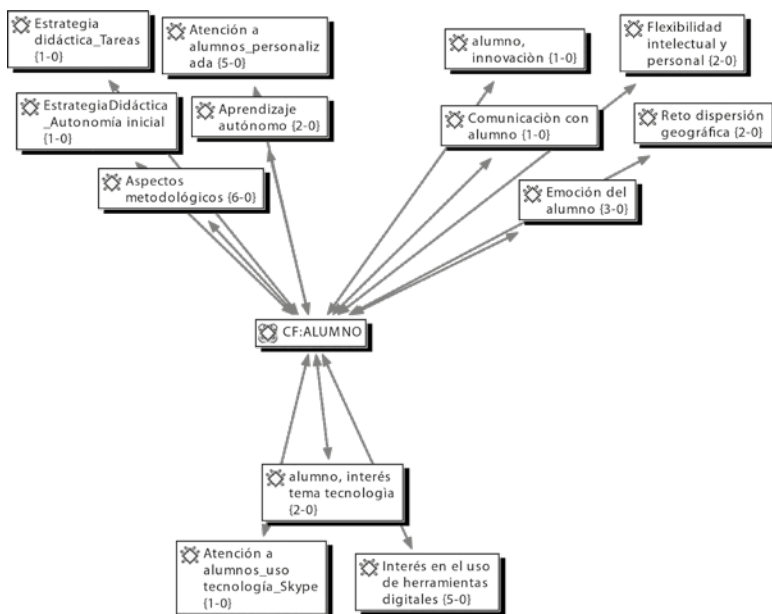 Estrategia
didáctica_Tareas
{1-0}
Atención a
alumnos_personaliz
ada {5-0}
EstrategiaDidáctica
_Autonomía inicial
{1-0}
Aprendizaje
autónomo {2-0}
Aspectos
metodológicos {6-0}
alumno,
innovaciòn {1-0}
Flexibilidad
intelectual y
personal {2-0}
Comunicaciòn con
alumno {1-0}
Reto dispersión
geográfica {2-0}
Emoción del
alumno {3-0}
CF:ALUMNO
alumno, interés
tema tecnologìa
{2-0}
Atención a
alumnos_uso
tecnología_Skype
{1-0}
Interés en el uso
de herramientas
digitales {5-0}